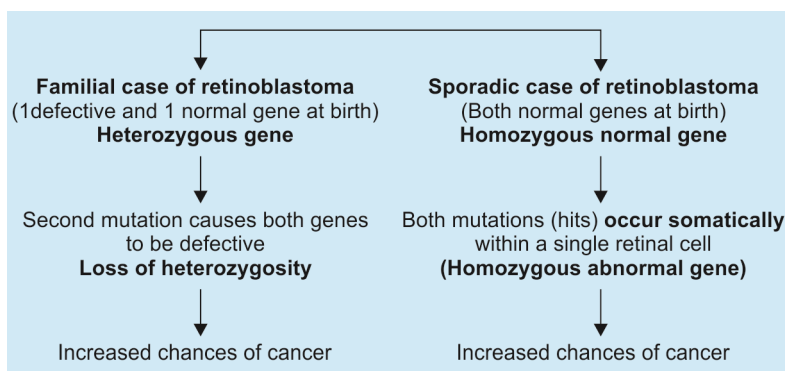 Familial case of retinoblastoma
(1defective and 1 normal gene at birth)
Heterozygous gene
Second mutation causes both genes
to be defective
Loss of heterozygosity
Increased chances of cancer
Sporadic case of retinoblastoma
(Both normal genes at birth)
Homozygous normal gene
Both mutations (hits) occur somatically
within a single retinal cell
(Homozygous abnormal gene)
Increased chances of cancer